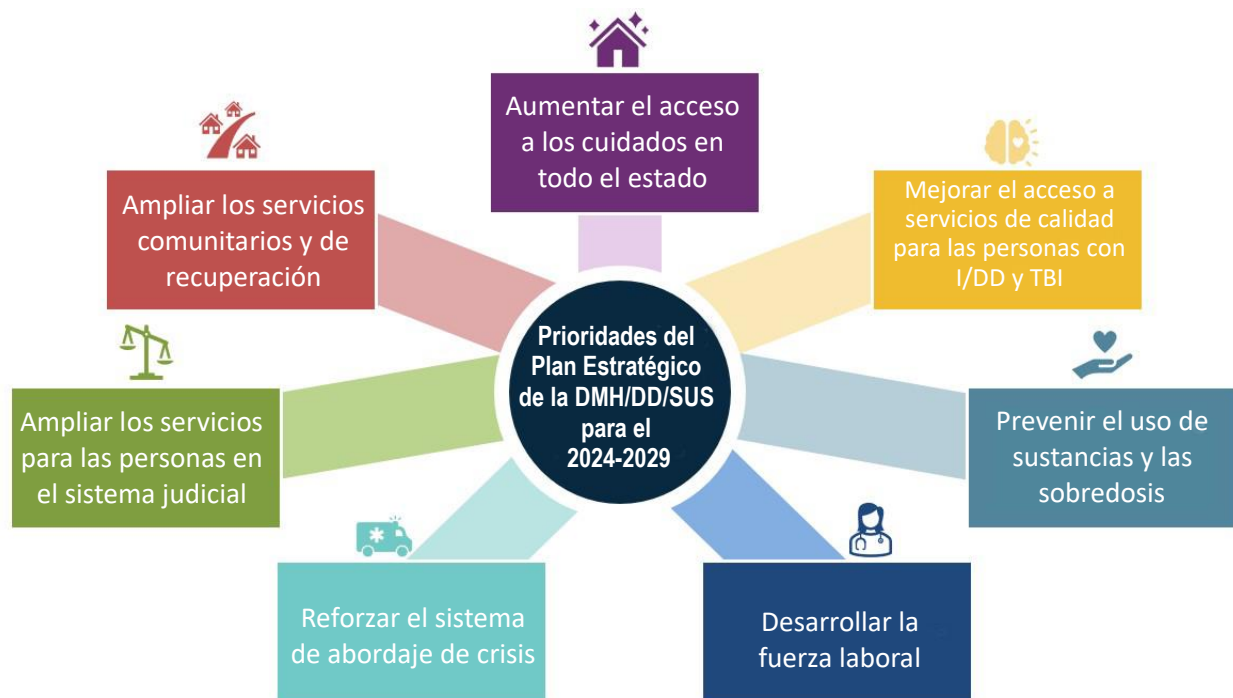 Aumentar el acceso
a los cuidados en
todo el estado
Mejorar el acceso a
servicios de calidad
para las personas con
I/DD y TBI
Prevenir el uso de
sustancias y las
sobredosis
Desarrollar la
fuerza laboral
Reforzar el sistema
de abordaje de crisis
Ampliar los servicios
para las personas en
el sistema judicial
Ampliar los servicios
comunitarios y de
recuperación
Prioridades del
Plan Estratégico
de la DMH/DD/SUS
para el
2024-2029